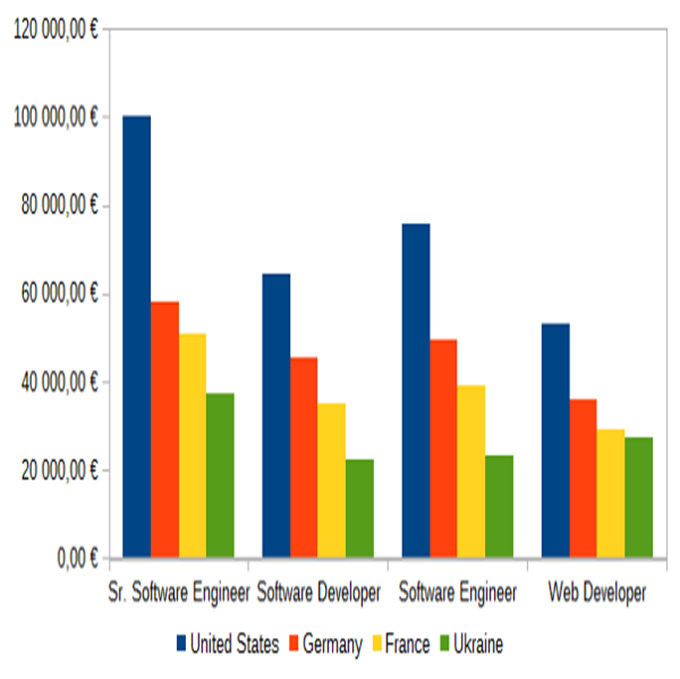 120 000,00 €
100 000,00 €
80 000,00 €
60 000,00 €
40 000,00 €
20 000,00 €
0,00 €
Sr. Software Engineer Software Developer Software Engineer Web Developer
United States Germany France Ukraine